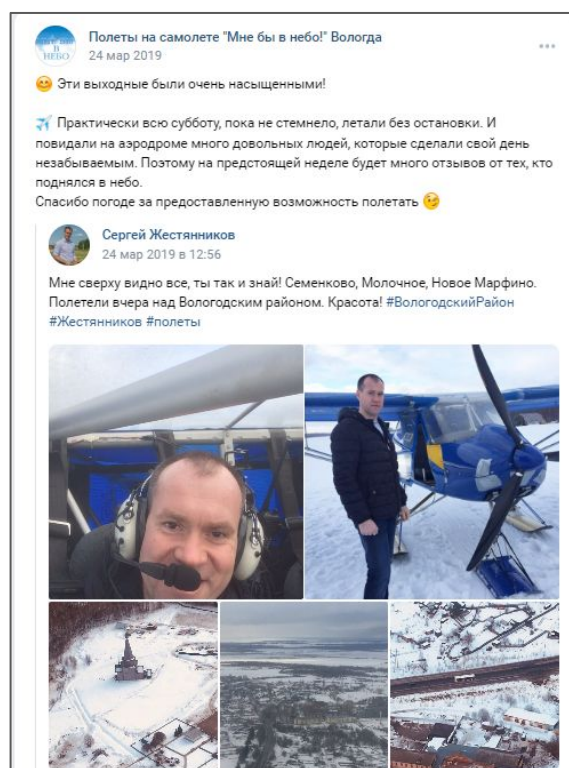 Полеты на самолете "Мне бы в небо!" Вологда
24 мар 2019
В
НЕБО
Эти выходные были очень насыщенными!
Практически всю субботу, пока не стемнело, летали без остановки. И
повидали на аэродроме много довольных людей, которые сделали свой день
незабываемым. Поэтому на предстоящей неделе будет много отзывов от тех, кто
поднялся в небо.
Спасибо погоде за предоставленную возможность полетать
Сергей Жестянников
24 мар 2019 в 12:56
Мне сверху видно все, ты так и знай! Семенково, Молочное, Новое Марфино.
Полетели вчера над Вологодским районом. Красота! #ВологодскийРайон
#Жестянников #полеты